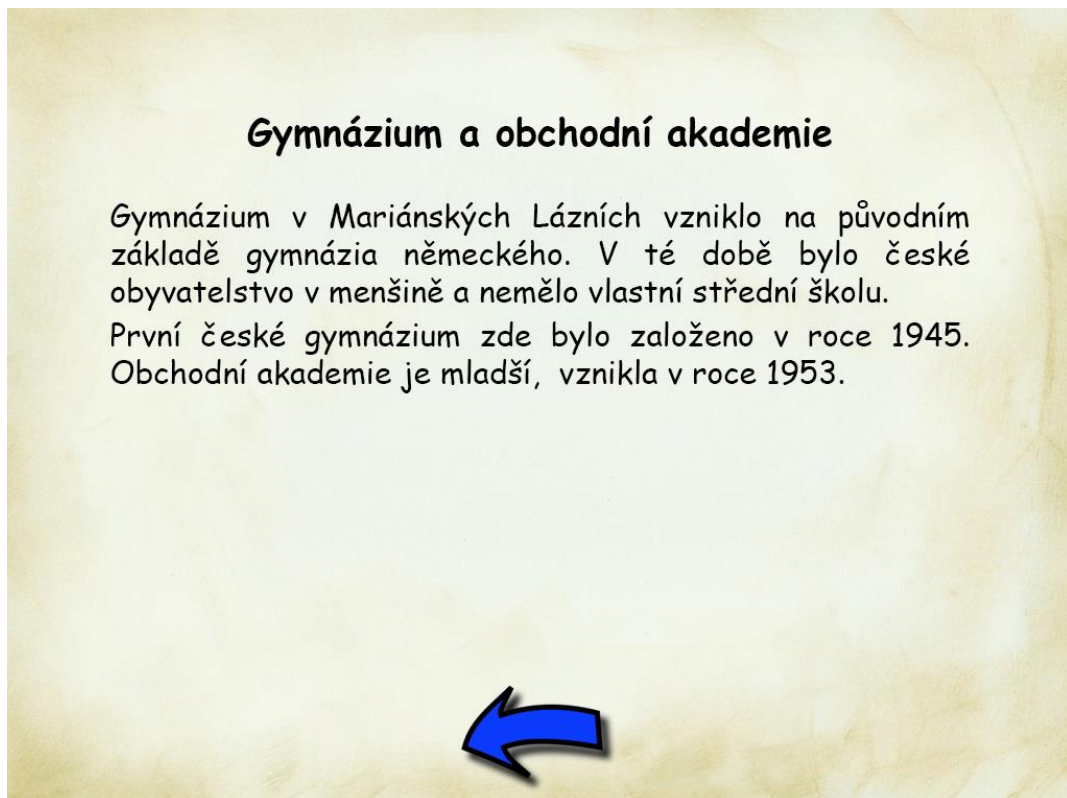 Gymnázium a obchodní akademie
Gymnázium v Mariánských Lázních vzniklo na původním
základě gymnázia německého. V té době bylo české
obyvatelstvo v menšině a nemělo vlastní střední školu.
První české gymnázium zde bylo založeno v roce 1945.
Obchodní akademie je mladší,  vznikla v roce 1953.